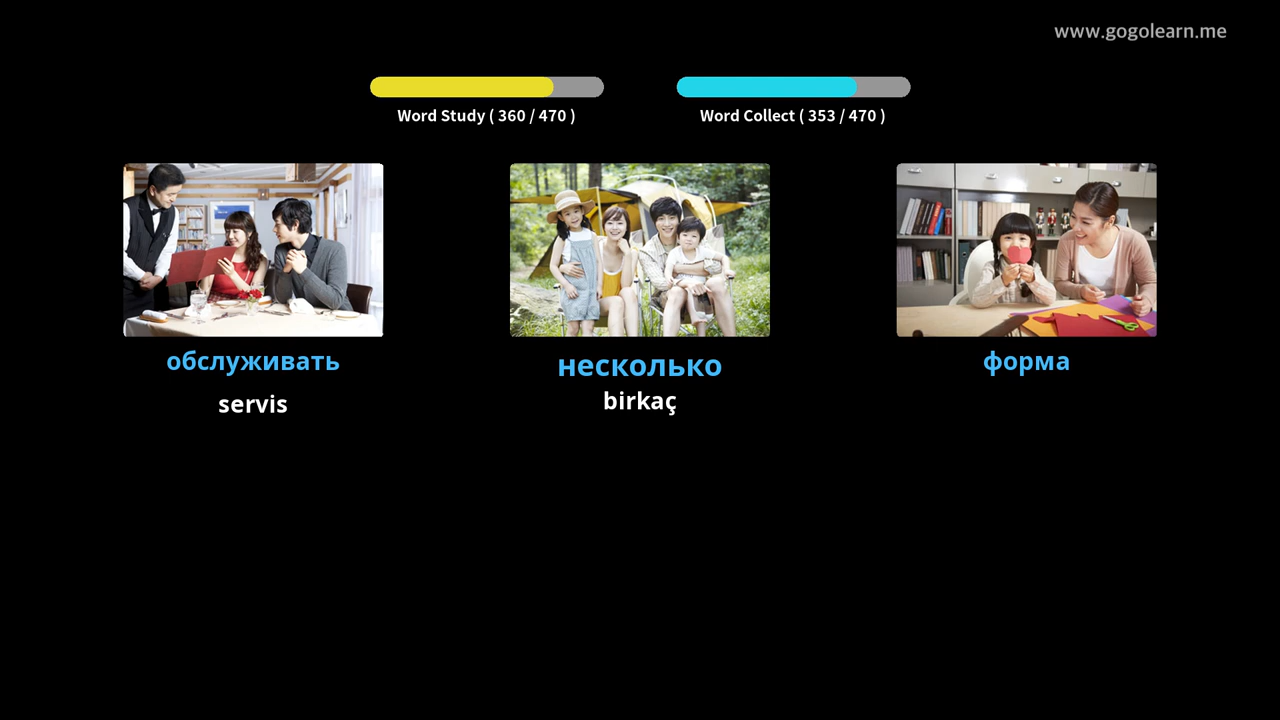 www.gogolearn.me
Word Study ( 360 / 470 )
Word Collect ( 353 / 470 )
обслуживать
servis
несколько
birkaç
форма